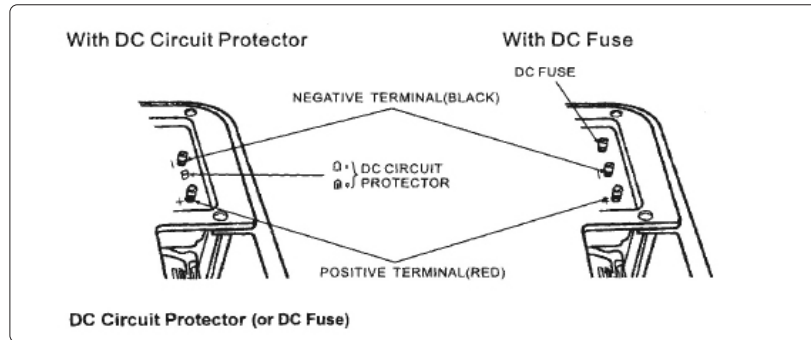 With DC Circuit Protector
With DC Fuse
DC FUSE
NEGATIVE TERMINAL(BLACK)
DC CIRCUIT
PROTECTOR
POSITIVE TERMINAL(RED)
DC Circuit Protector (or DC Fuse)